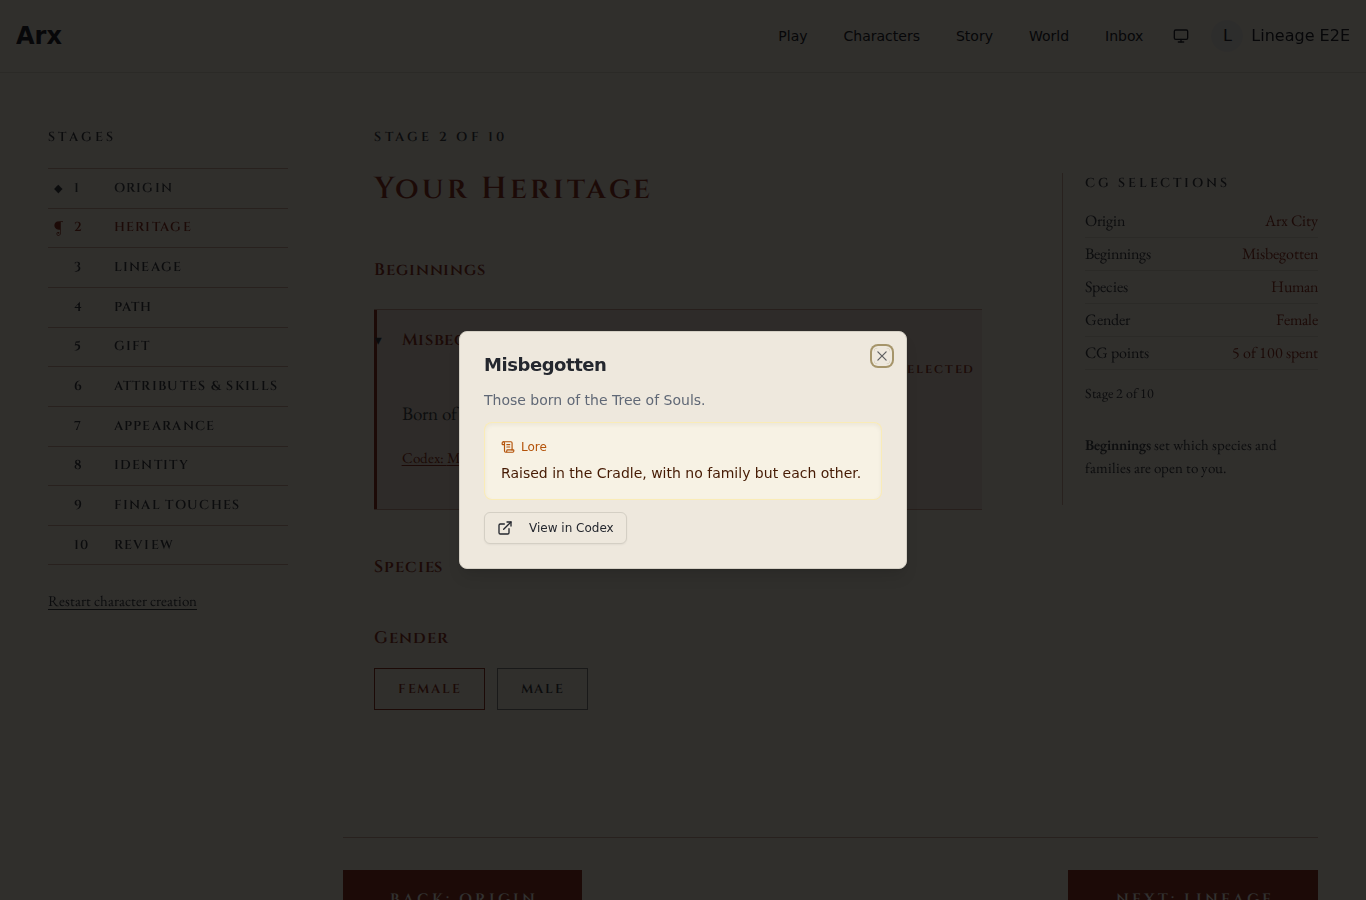 Arx
Play
Characters
Story
World
Inbox
L
Lineage E2E
STAGES
1 ORIGIN
2 HERITAGE
3 LINEAGE
4 PATH
5 GIFT
6 ATTRIBUTES & SKILLS
7 APPEARANCE
8 IDENTITY
9 FINAL TOUCHES
10 REVIEW
Restart character creation
STAGE 2 OF 10
YOUR HERITAGE
BEGINNINGS
Born of
Codex: M
Misbegotten
Those born of the Tree of Souls.
Lore
Raised in the Cradle, with no family but each other.
View in Codex
SPECIES
GENDER
FEMALE
MALE
CG SELECTIONS
Origin Arx City
Beginnings Misbegotten
Species Human
Gender Female
CG points 5 of 100 spent
Stage 2 of 10
Beginnings set which species and
families are open to you.
BACK: ORIGIN
NEXT: LINEAGE